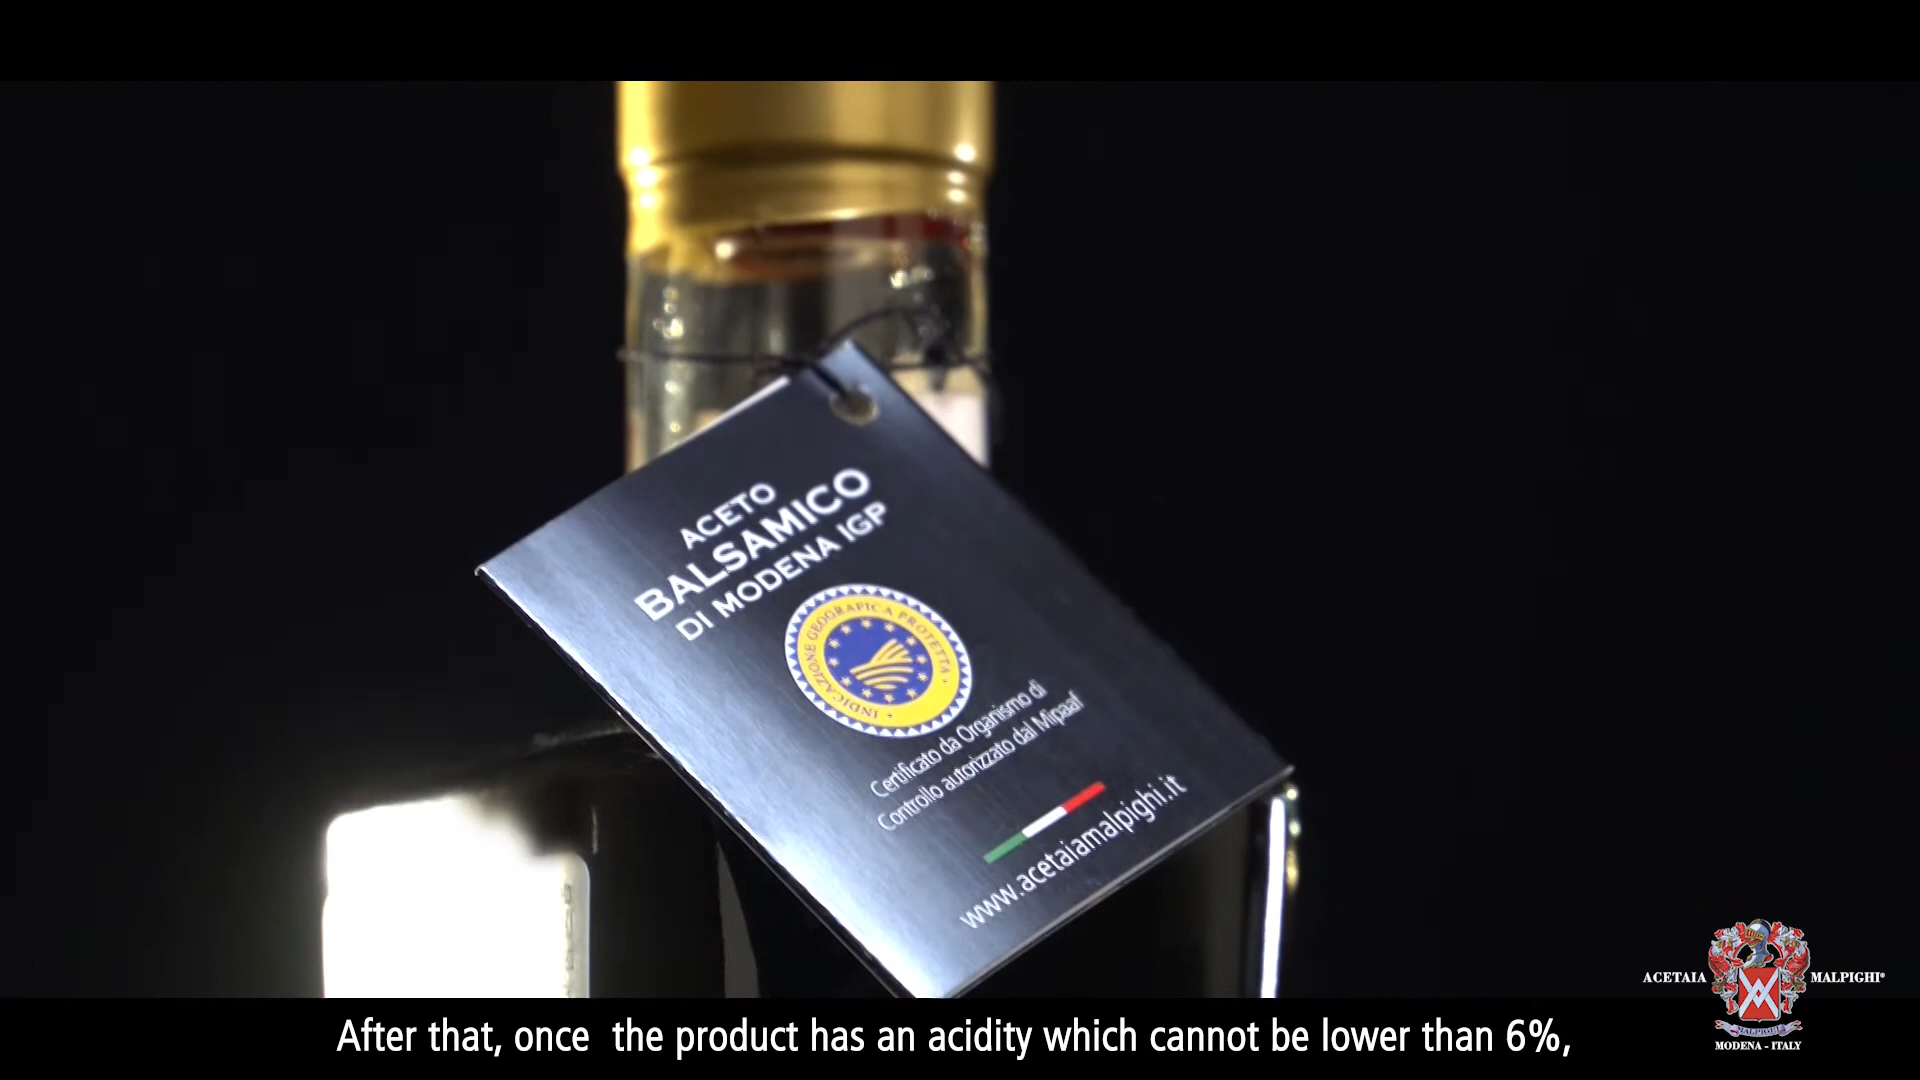 ACETO
BALSAMICO
DI MODENA IGP
INDICAZIONE GEOGRAFICA PROTETTA
Certificato da Organismo di
Controllo autorizzato dal Mipaaf
www.acetaiamalpighi.it
ACETAIA MALPIGHI®
MALPIGHI
MODENA - ITALY
After that, once the product has an acidity which cannot be lower than 6%,